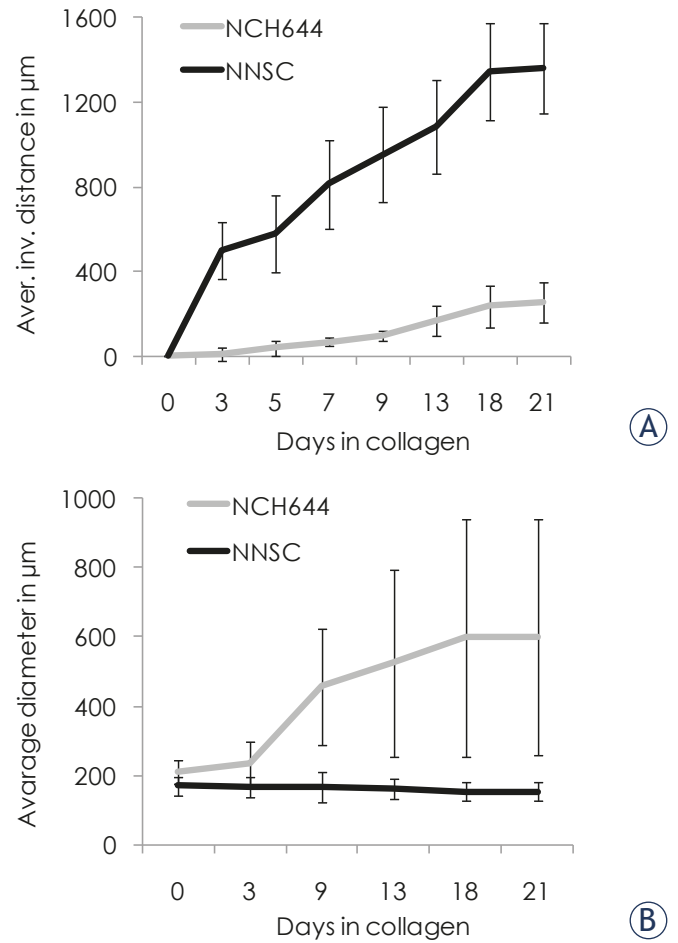 1600
NCH644
NNSC
1200
800
400
0
Aver. inv. distance in µm
0 3 5 7 9 13 18 21
Days in collagen
A
1000
NCH644
NNSC
800
600
400
200
0
Avarage diameter in µm
0 3 9 13 18 21
Days in collagen
B